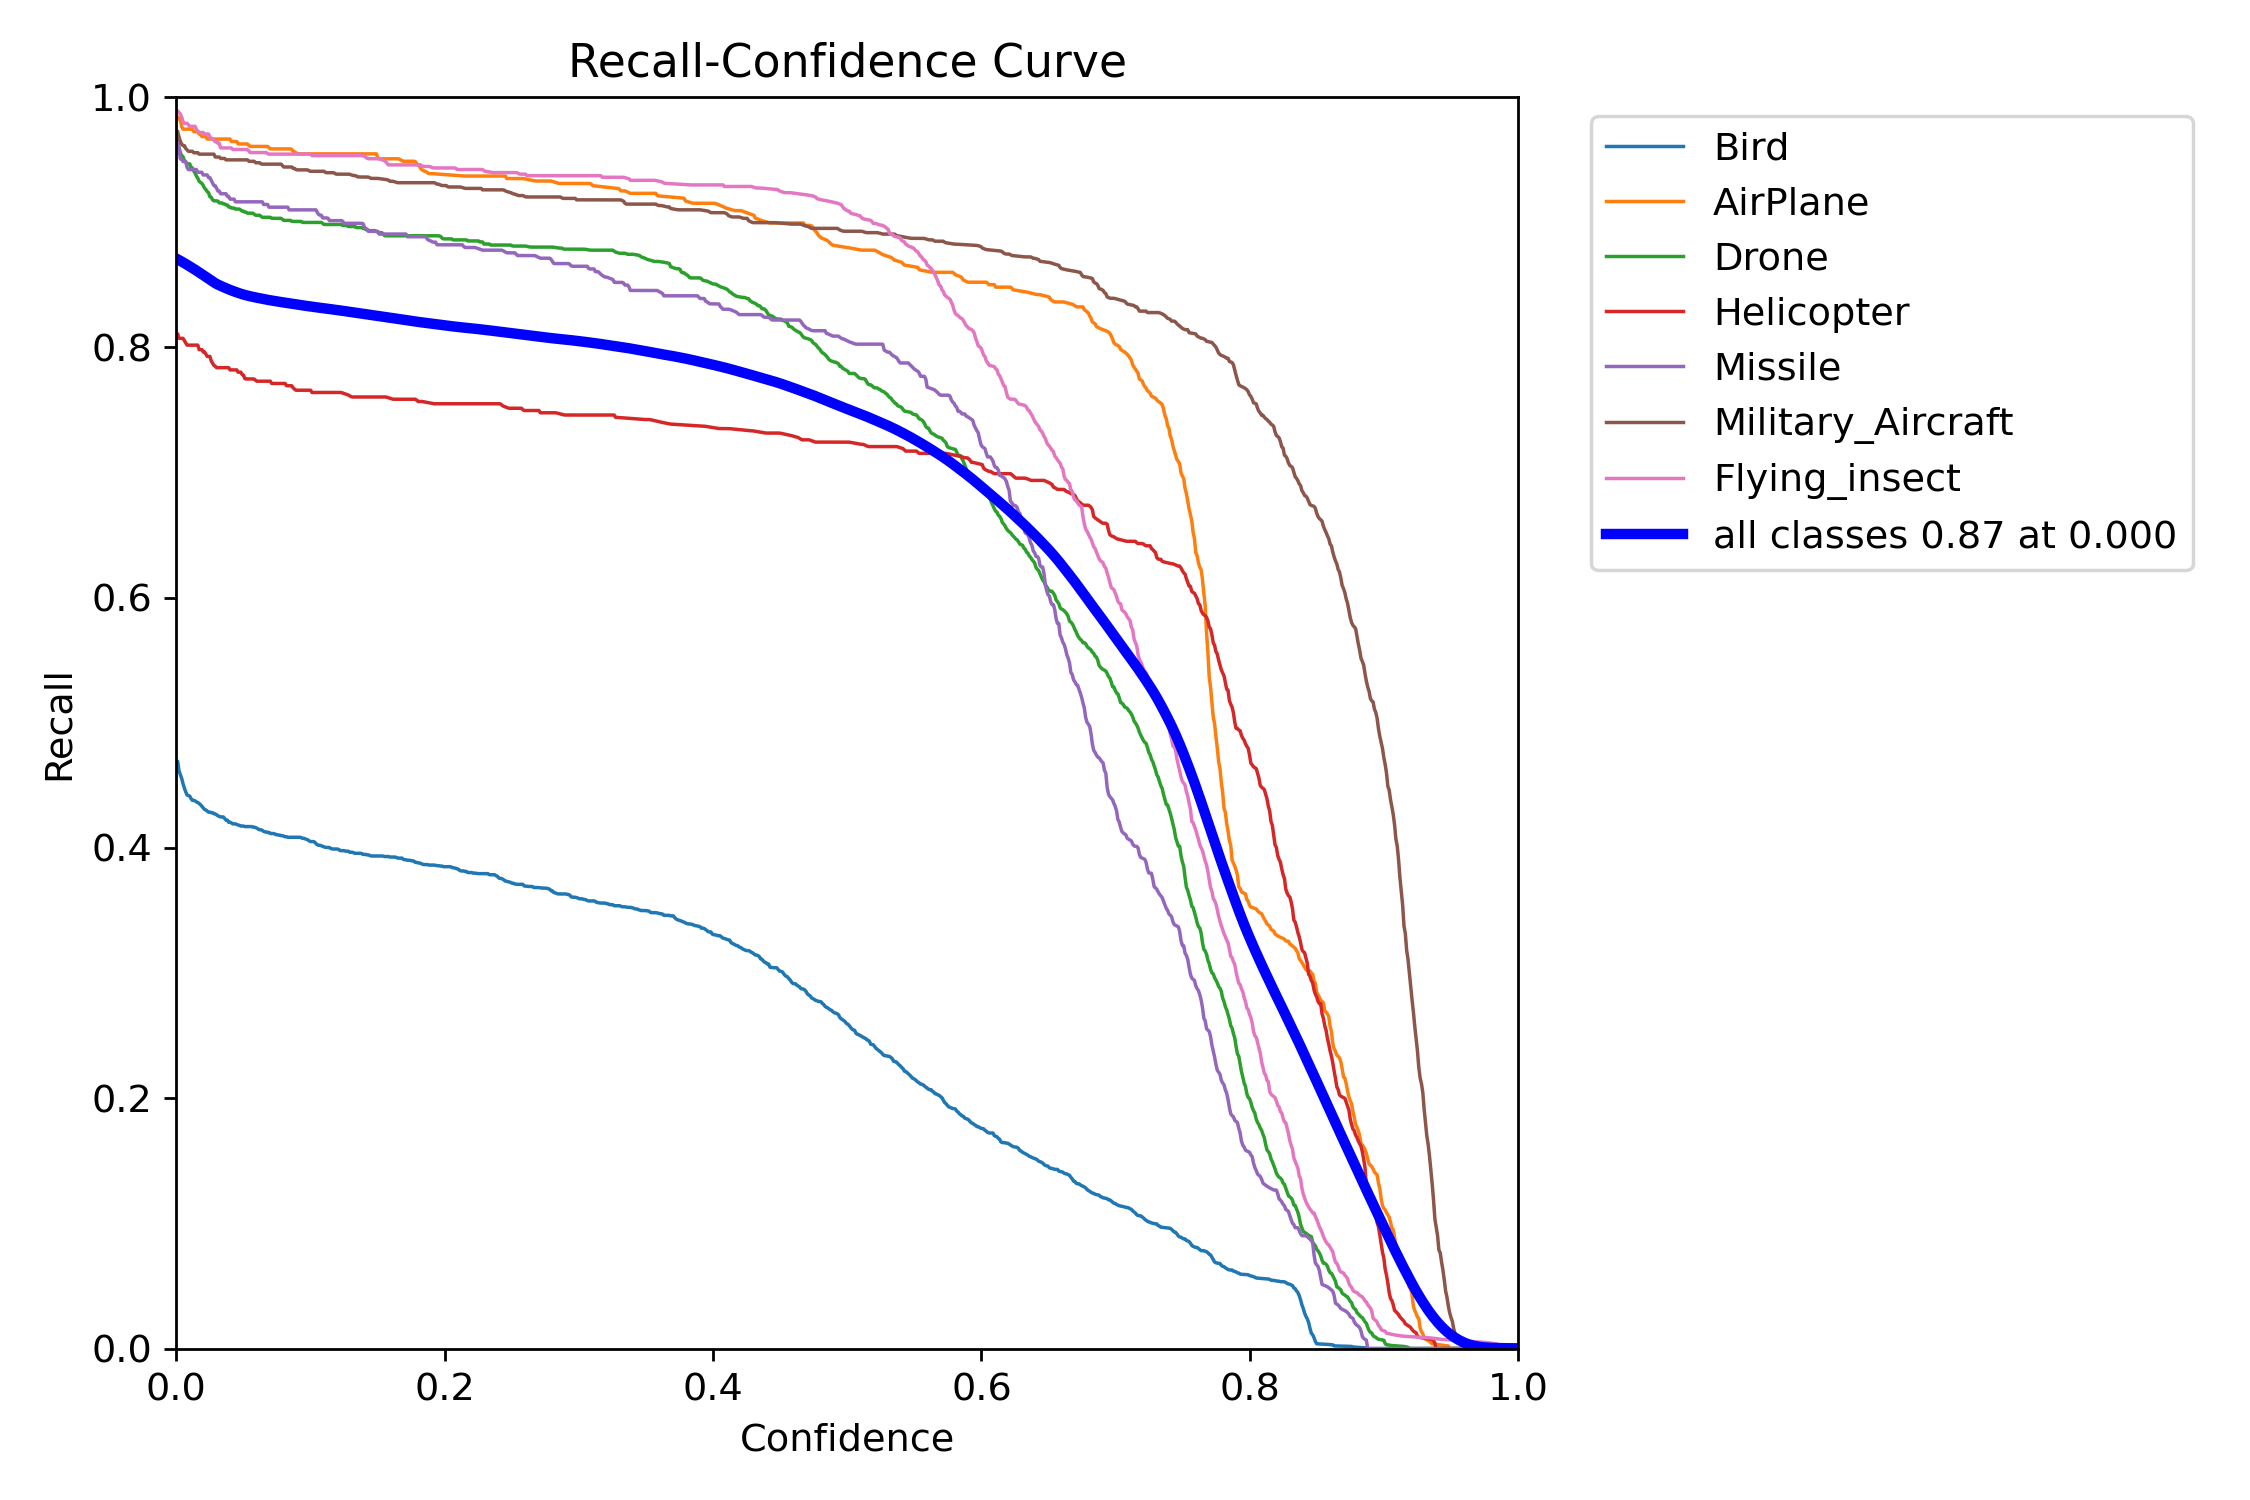 Recall-Confidence Curve
1.0
0.8
0.6
0.4
0.2
0.0
Recall
0.0 0.2 0.4 0.6 0.8 1.0
Confidence
Bird
AirPlane
Drone
Helicopter
Missile
Military_Aircraft
Flying_insect
all classes 0.87 at 0.000